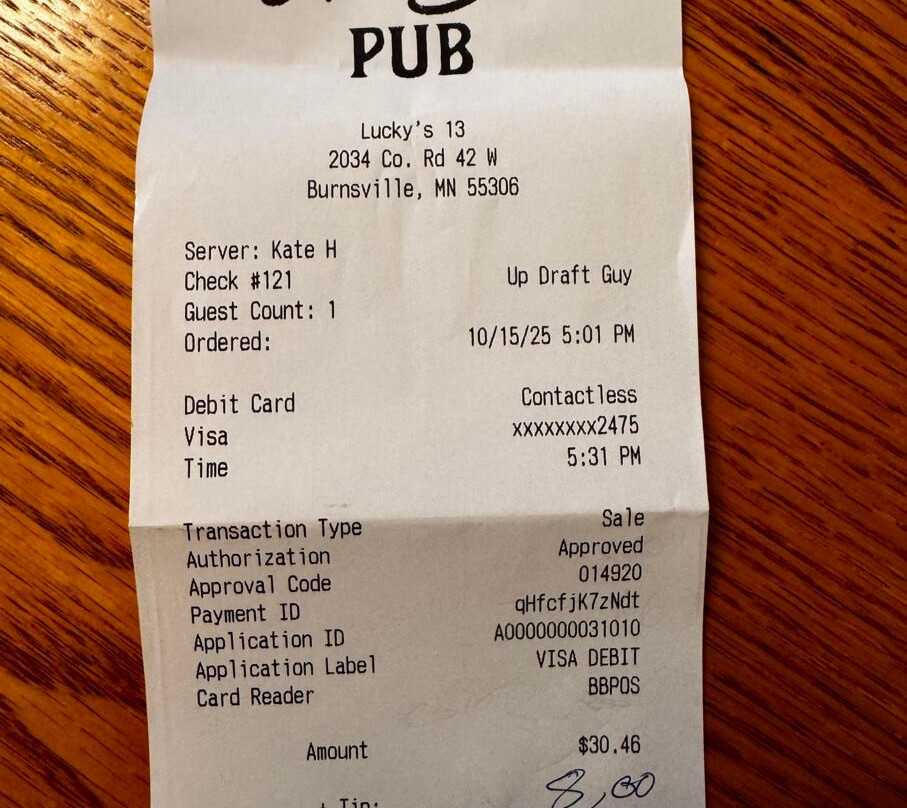 PUB
Lucky's 13
2034 Co. Rd 42 W
Burnsville, MN 55306
Server: Kate H
Check #121 Up Draft Guy
Guest Count: 1
Ordered: 10/15/25 5:01 PM
Debit Card Contactless
Visa xxxxxxxx2475
Time 5:31 PM
Transaction Type Sale
Authorization Approved
Approval Code 014920
Payment ID qHfcfjK7zNdt
Application ID A0000000031010
Application Label VISA DEBIT
Card Reader BBPOS
Amount $30.46
+ Tip: 8,00